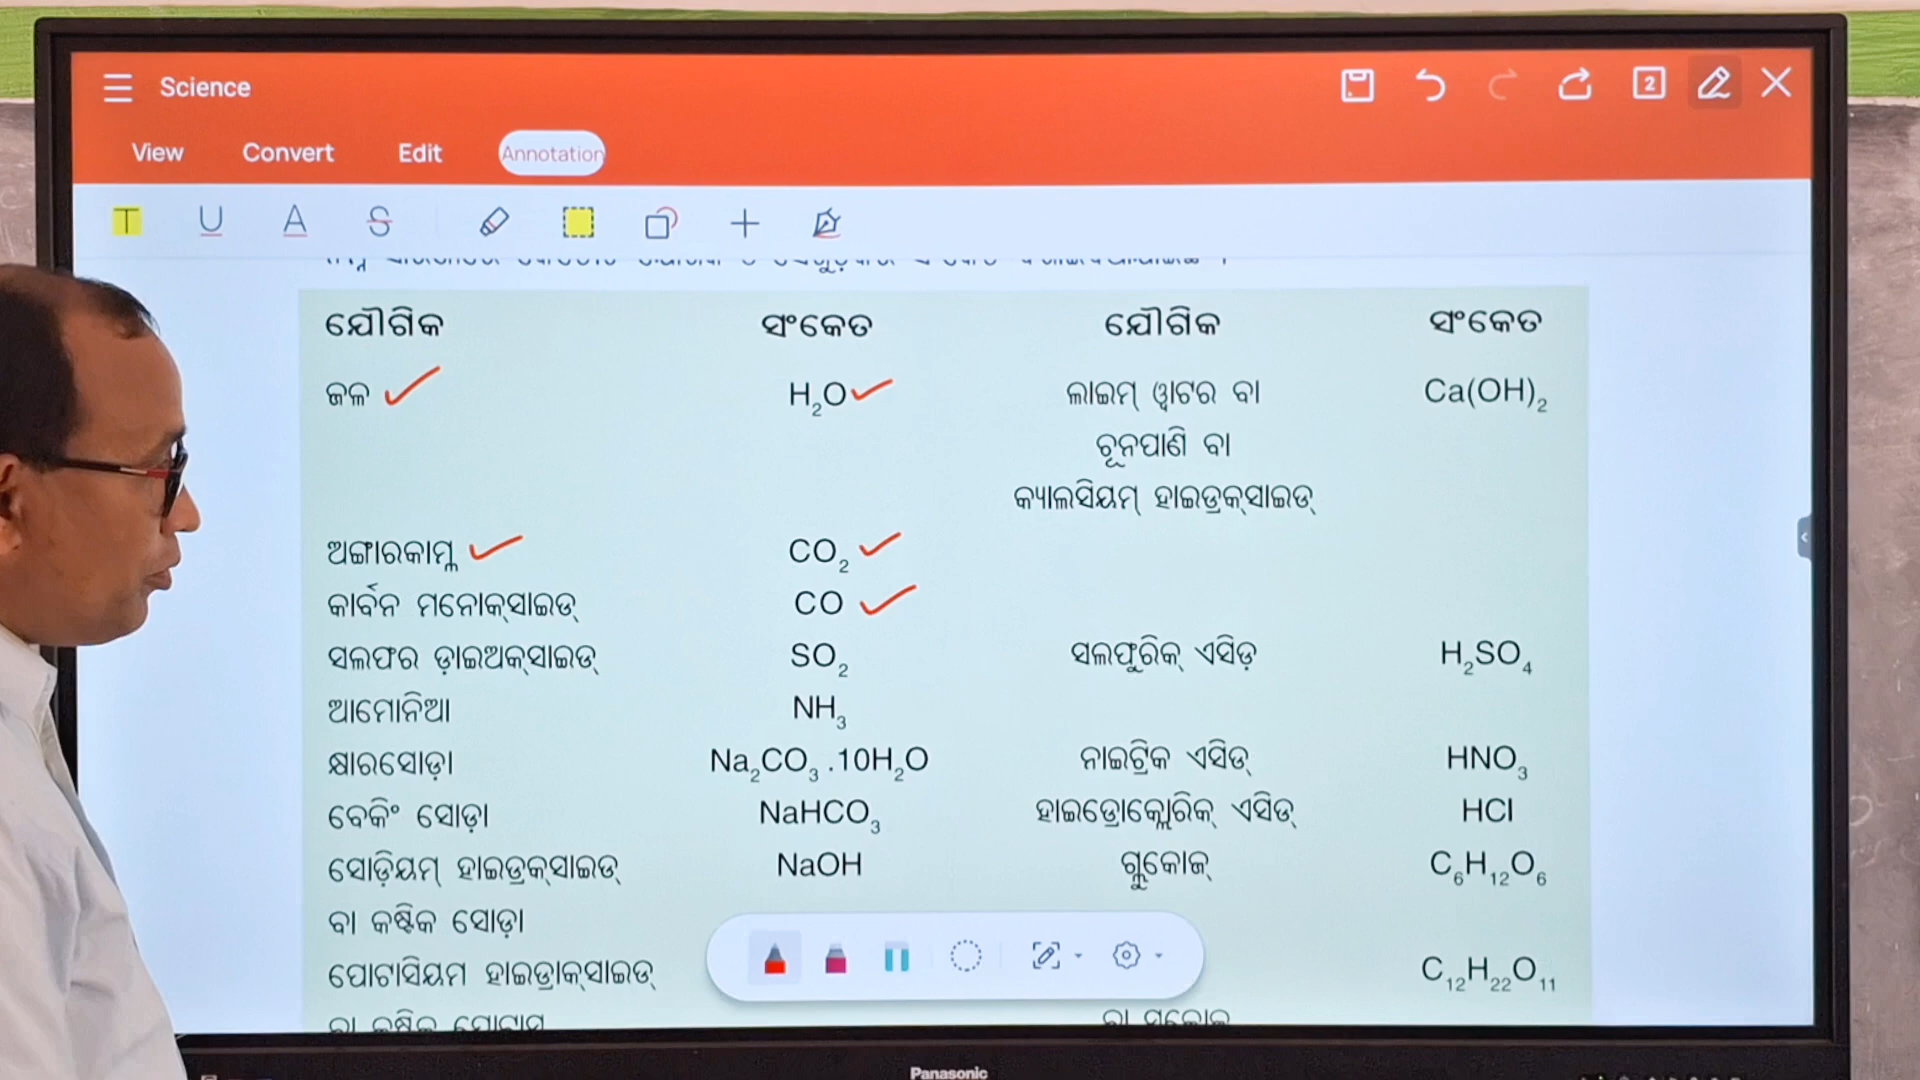 Science
2
View Convert Edit Annotation
T U A S
ଯୌଗିକ ସଂକେତ ଯୌଗିକ ସଂକେତ
ଜଳ H₂O ଲାଇମ୍ ୱାଟର ବା Ca(OH)₂
ଚୂନପାଣି ବା
କ୍ୟାଲସିୟମ୍ ହାଇଡ୍ରକ୍‌ସାଇଡ୍
ଅଙ୍ଗାରକାମ୍ଳ CO₂
କାର୍ବନ ମନୋକ୍‌ସାଇଡ୍ CO
ସଲଫର ଡ଼ାଇଅକ୍‌ସାଇଡ୍ SO₂ ସଲଫୁରିକ୍ ଏସିଡ଼ H₂SO₄
ଆମୋନିଆ NH₃
କ୍ଷାରସୋଡ଼ା Na₂CO₃ .10H₂O ନାଇଟ୍ରିକ ଏସିଡ୍ HNO₃
ବେକିଂ ସୋଡ଼ା NaHCO₃ ହାଇଡ୍ରୋକ୍ଲୋରିକ୍ ଏସିଡ୍ HCl
ସୋଡ଼ିୟମ୍ ହାଇଡ୍ରକ୍‌ସାଇଡ୍ NaOH ଗ୍ଲୁକୋଜ୍ C₆H₁₂O₆
ବା କଷ୍ଟିକ ସୋଡ଼ା
ପୋଟାସିୟମ ହାଇଡ୍ରାକ୍‌ସାଇଡ୍ C₁₂H₂₂O₁₁
Panasonic